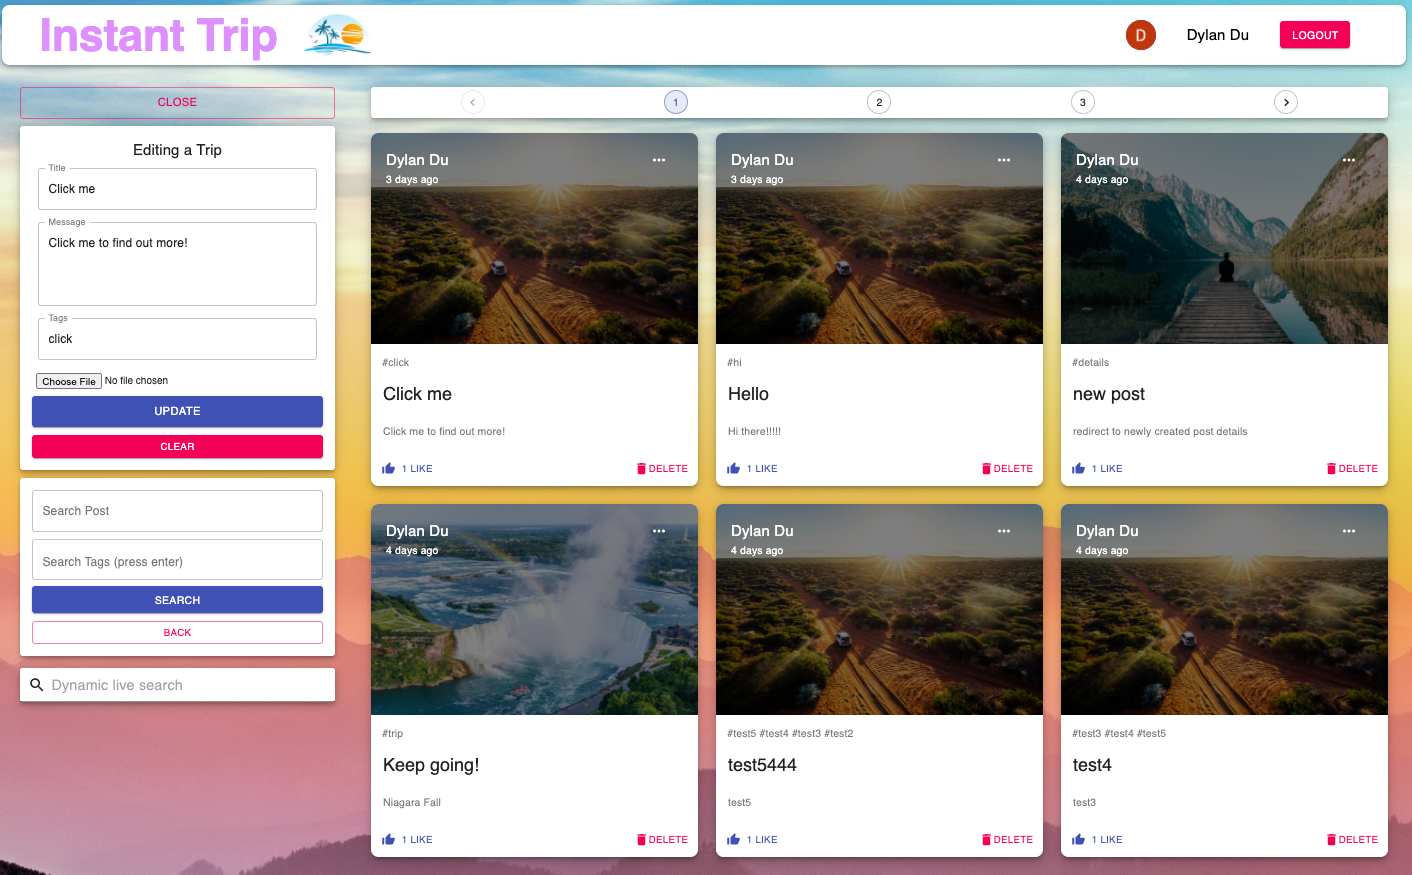 Instant Trip
D
Dylan Du
LOGOUT
CLOSE
Editing a Trip
Title
Click me
Message
Click me to find out more!
Tags
click
Choose File No file chosen
UPDATE
CLEAR
Search Post
Search Tags (press enter)
SEARCH
BACK
Dynamic live search
1 2 3
Dylan Du
3 days ago
#click
Click me
Click me to find out more!
1 LIKE DELETE
Dylan Du
3 days ago
#hi
Hello
Hi there!!!!!
1 LIKE DELETE
Dylan Du
4 days ago
#details
new post
redirect to newly created post details
1 LIKE DELETE
Dylan Du
4 days ago
#trip
Keep going!
Niagara Fall
1 LIKE DELETE
Dylan Du
4 days ago
#test5 #test4 #test3 #test2
test5444
test5
1 LIKE DELETE
Dylan Du
4 days ago
#test3 #test4 #test5
test4
test3
1 LIKE DELETE